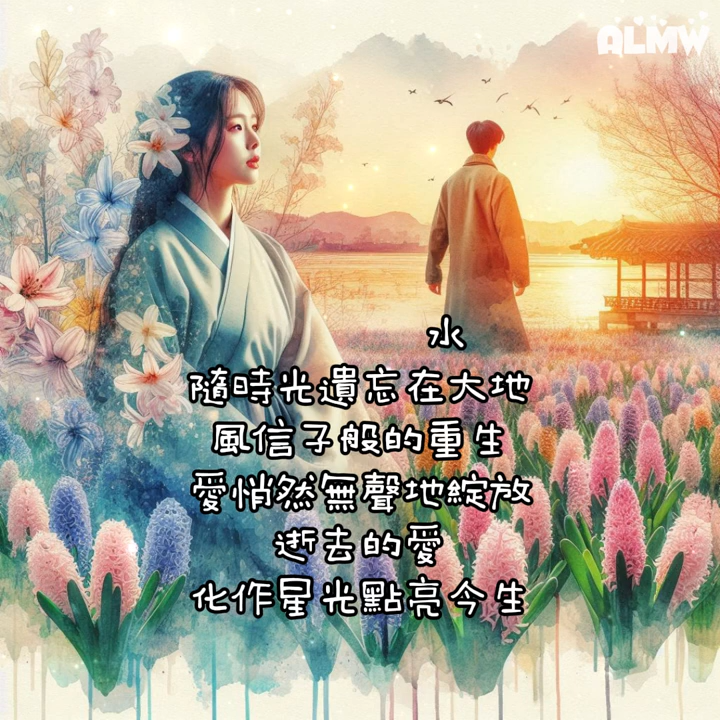 ALMW
水
隨時光遺忘在大地
風信子般的重生
愛悄然無聲地綻放
逝去的愛
化作星光點亮今生